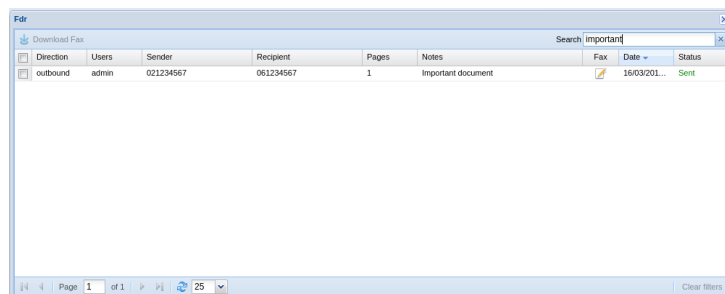 Fdr
Download Fax Search important
Direction Users Sender Recipient Pages Notes Fax Date Status
outbound admin 021234567 061234567 1 Important document 16/03/201... Sent
Page 1 of 1 25 Clear filters